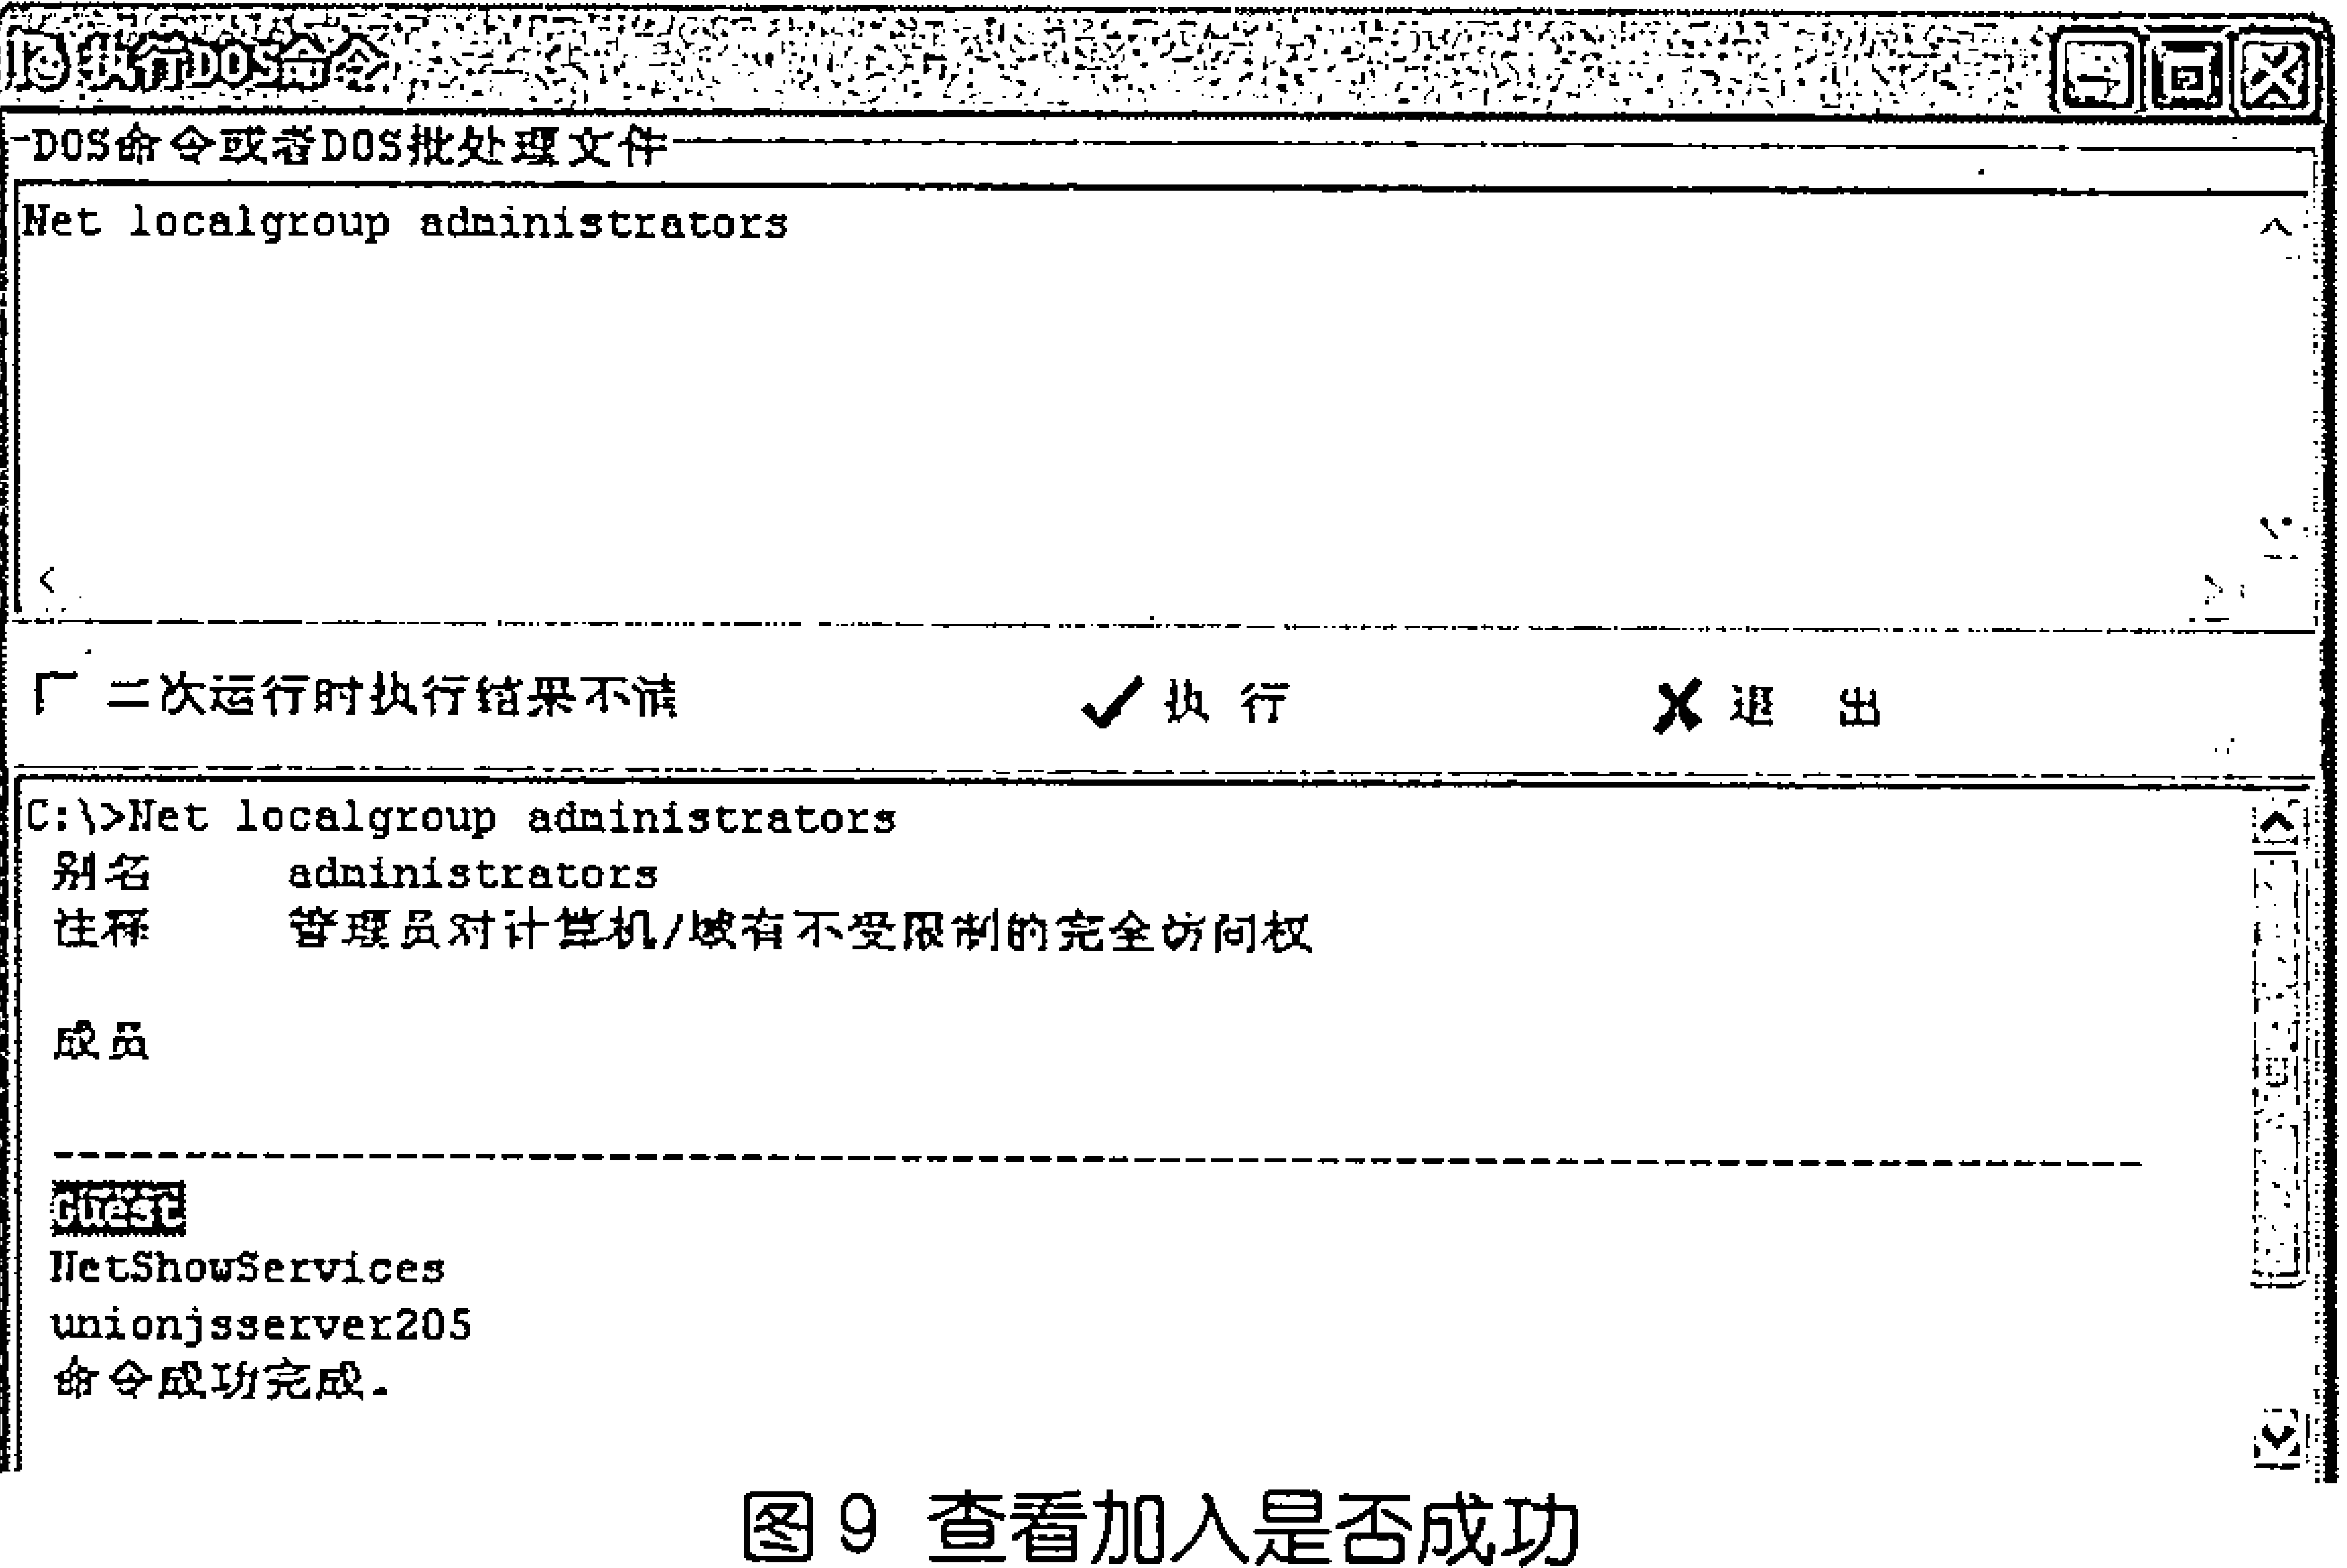 执行DOS命令
DOS命令或者DOS批处理文件
Net localgroup administrators
二次运行时执行结果不清
执 行
退 出
C:\>Net localgroup administrators
别名 administrators
注释 管理员对计算机/域有不受限制的完全访问权
成员
--------------------------------------------------------------------------------
Guest
NetShowServices
unionjsserver205
命令成功完成.
图 9 查看加入是否成功